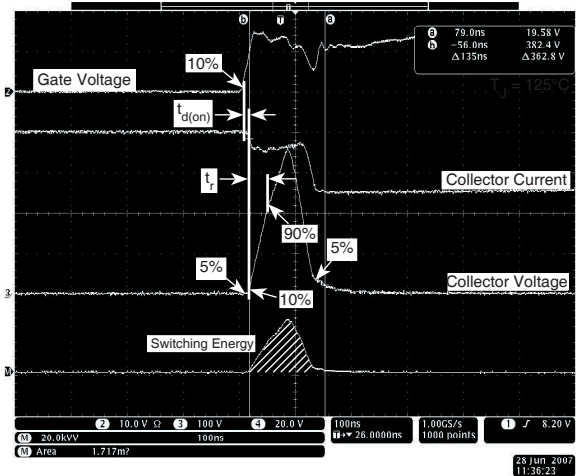 b T a
a 79.0ns 19.58 V
b −56.0ns 382.4 V
Δ135ns Δ362.8 V
T_J = 125°C
10%
Gate Voltage
2
t_d(on)
t_r
Collector Current
90%
5%
5%
Collector Voltage
3
10%
Switching Energy
M
2 10.0 V Ω 3 100 V 4 20.0 V
100ns
1.00GS/s
1 ∫ 8.20 V
M 20.0kVV 100ns
T→▼ 26.0000ns
1000 points
M Area 1.717m?
28 Jun 2007
11:36:23